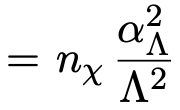 = n_χ α_Λ^2 / Λ^2